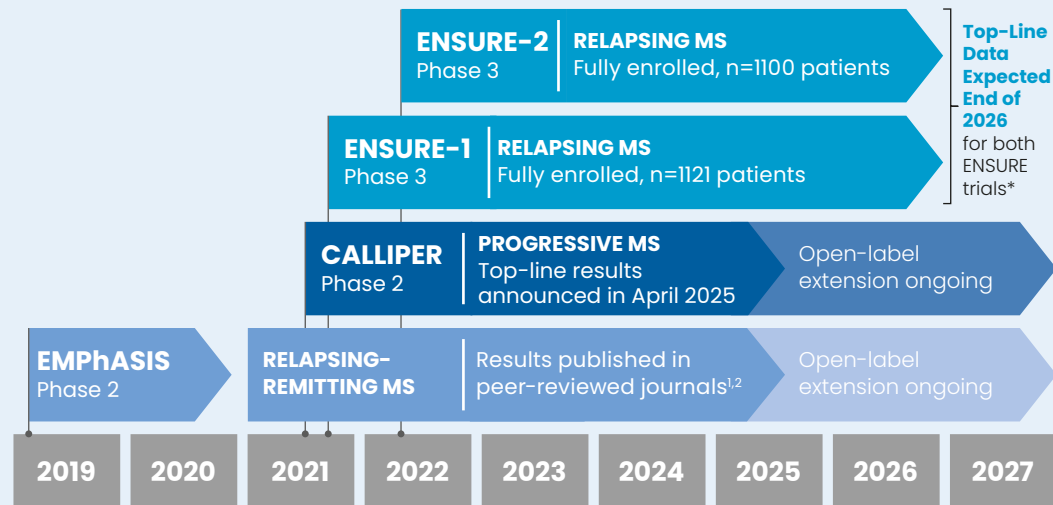 ENSURE-2
Phase 3
RELAPSING MS
Fully enrolled, n=1100 patients
Top-Line
Data
Expected
End of
2026
for both
ENSURE
trials*
ENSURE-1
Phase 3
RELAPSING MS
Fully enrolled, n=1121 patients
CALLIPER
Phase 2
PROGRESSIVE MS
Top-line results
announced in April 2025
Open-label
extension ongoing
EMPhASIS
Phase 2
RELAPSING-
REMITTING MS
Results published in
peer-reviewed journals1,2
Open-label
extension ongoing
2019 2020 2021 2022 2023 2024 2025 2026 2027